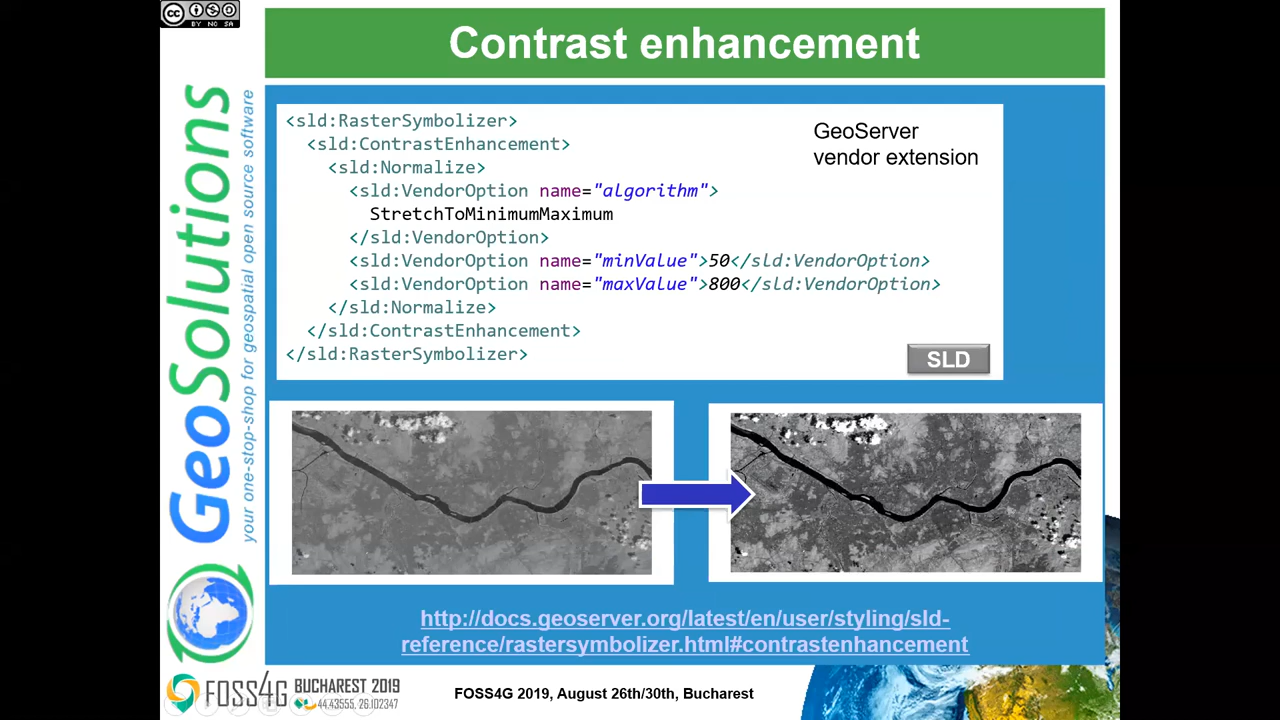 BY NC SA
Contrast enhancement
GeoSolutions
your one-stop-shop for geospatial open source software
<sld:RasterSymbolizer>
<sld:ContrastEnhancement>
<sld:Normalize>
<sld:VendorOption name="algorithm">
StretchToMinimumMaximum
</sld:VendorOption>
<sld:VendorOption name="minValue">50</sld:VendorOption>
<sld:VendorOption name="maxValue">800</sld:VendorOption>
</sld:Normalize>
</sld:ContrastEnhancement>
</sld:RasterSymbolizer>
GeoServer
vendor extension
SLD
http://docs.geoserver.org/latest/en/user/styling/sld-
reference/rastersymbolizer.html#contrastenhancement
FOSS4G BUCHAREST 2019
44.43555, 26.102347
FOSS4G 2019, August 26th/30th, Bucharest